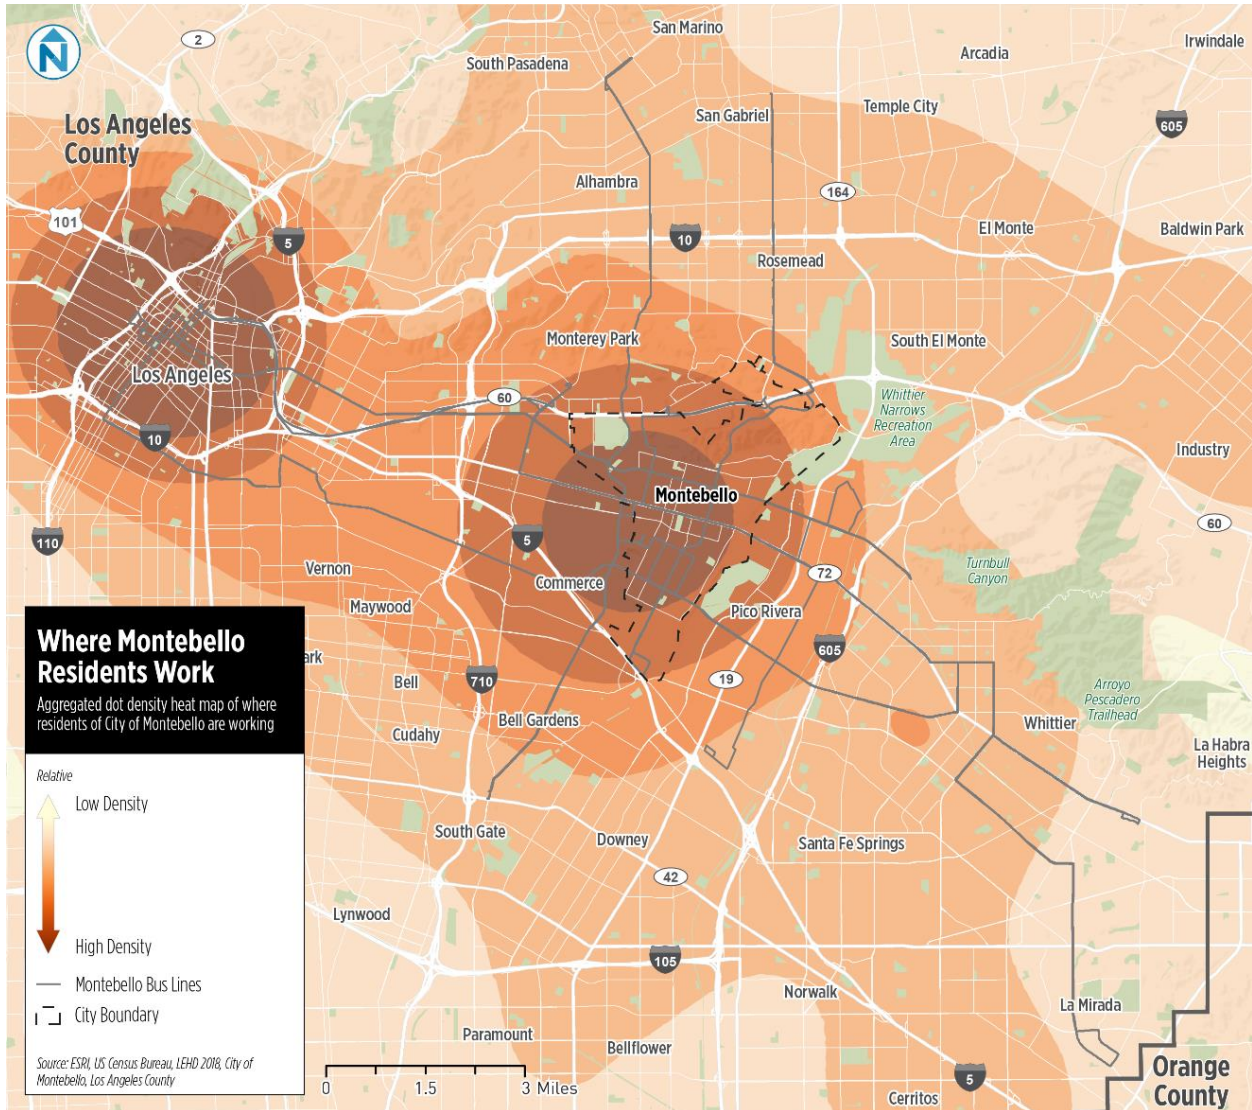 N
2
San Marino
Arcadia
Irwindale
South Pasadena
Los Angeles
County
San Gabriel
Temple City
605
Alhambra
164
101
5
10
El Monte
Baldwin Park
Rosemead
Monterey Park
South El Monte
Los Angeles
60
Whittier
Narrows
Recreation
Area
10
Industry
Montebello
60
110
5
Vernon
Commerce
72
Turnbull
Canyon
Maywood
Pico Rivera
605
Where Montebello
Residents Work
Aggregated dot density heat map of where
residents of City of Montebello are working
ark
Bell
710
19
Arroyo
Pescadero
Trailhead
Bell Gardens
Whittier
Cudahy
La Habra
Heights
Relative
Low Density
High Density
Montebello Bus Lines
City Boundary
Source: ESRI, US Census Bureau, LEHD 2018, City of
Montebello, Los Angeles County
South Gate
Downey
Santa Fe Springs
42
Lynwood
105
Norwalk
La Mirada
Paramount
Bellflower
Orange
County
5
0 1.5 3 Miles
Cerritos